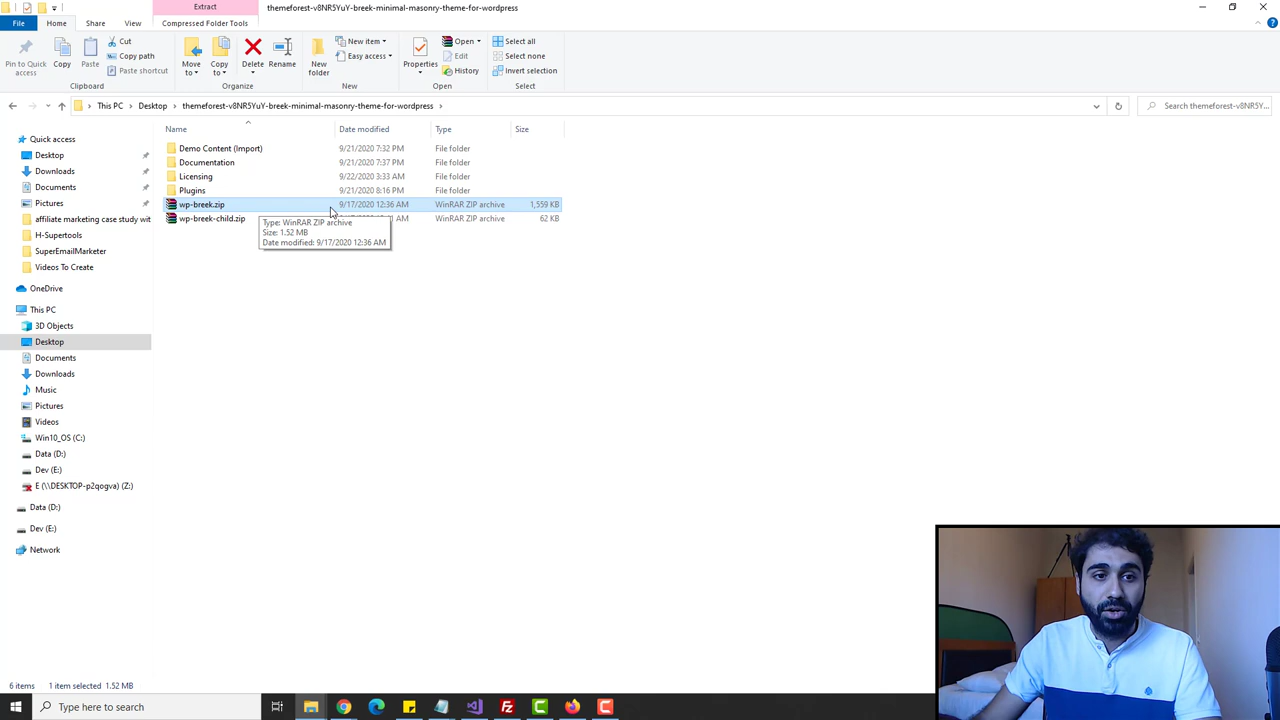 Extract
themeforest-v8NR5YuY-breek-minimal-masonry-theme-for-wordpress
File
Home
Share
View
Compressed Folder Tools
Pin to Quick access
Copy
Paste
Cut
Copy path
Paste shortcut
Clipboard
Move to
Copy to
Delete
Rename
Organize
New folder
New item
Easy access
New
Properties
Open
Edit
History
Open
Select all
Select none
Invert selection
Select
This PC > Desktop > themeforest-v8NR5YuY-breek-minimal-masonry-theme-for-wordpress >
Search themeforest-v8NR5Y...
Name Date modified Type Size
Demo Content (Import) 9/21/2020 7:32 PM File folder
Documentation 9/21/2020 7:37 PM File folder
Licensing 9/22/2020 3:33 AM File folder
Plugins 9/21/2020 8:16 PM File folder
wp-breek.zip 9/17/2020 12:36 AM WinRAR ZIP archive 1,559 KB
wp-breek-child.zip AM WinRAR ZIP archive 62 KB
Type: WinRAR ZIP archive
Size: 1.52 MB
Date modified: 9/17/2020 12:36 AM
Quick access
Desktop
Downloads
Documents
Pictures
affiliate marketing case study wit
H-Supertools
SuperEmailMarketer
Videos To Create
OneDrive
This PC
3D Objects
Desktop
Documents
Downloads
Music
Pictures
Videos
Win10_OS (C:)
Data (D:)
Dev (E:)
E (\\DESKTOP-p2qogva) (Z:)
Data (D:)
Dev (E:)
Network
6 items 1 item selected 1.52 MB
Type here to search